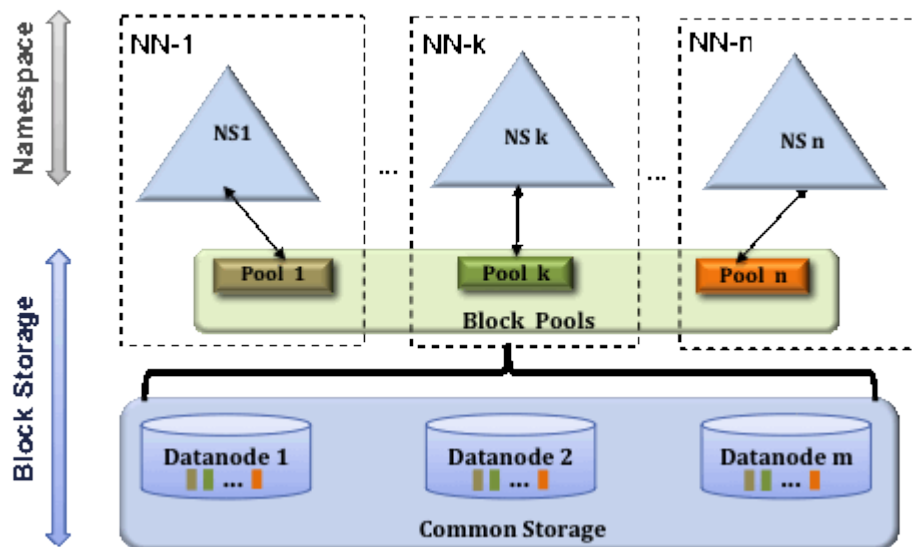 NN-1 NN-k NN-n
Namespace
NS1 NS k NS n
... ...
Pool 1 Pool k Pool n
Block Pools
Block Storage
Datanode 1 Datanode 2 Datanode m
... ... ...
Common Storage